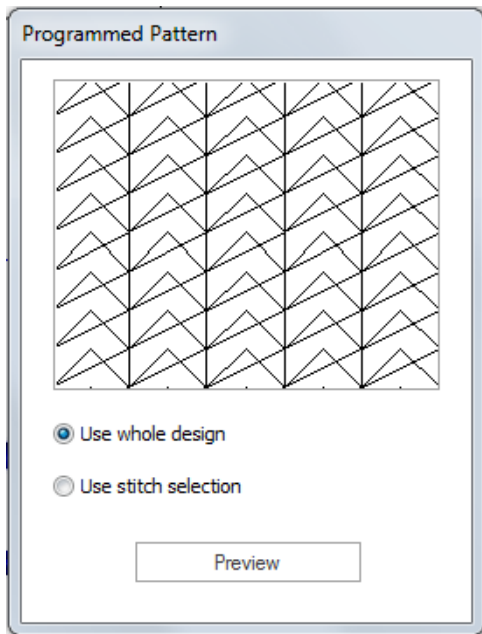 Programmed Pattern
Use whole design
Use stitch selection
Preview